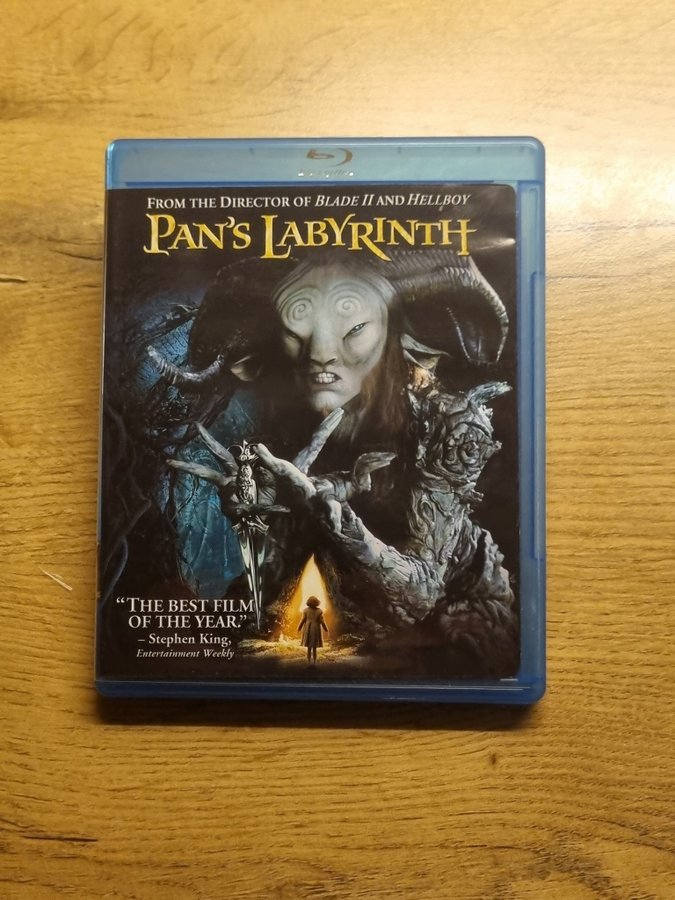 FROM THE DIRECTOR OF BLADE II AND HELLBOY
PAN'S LABYRINTH
“THE BEST FILM
OF THE YEAR.”
– Stephen King,
Entertainment Weekly